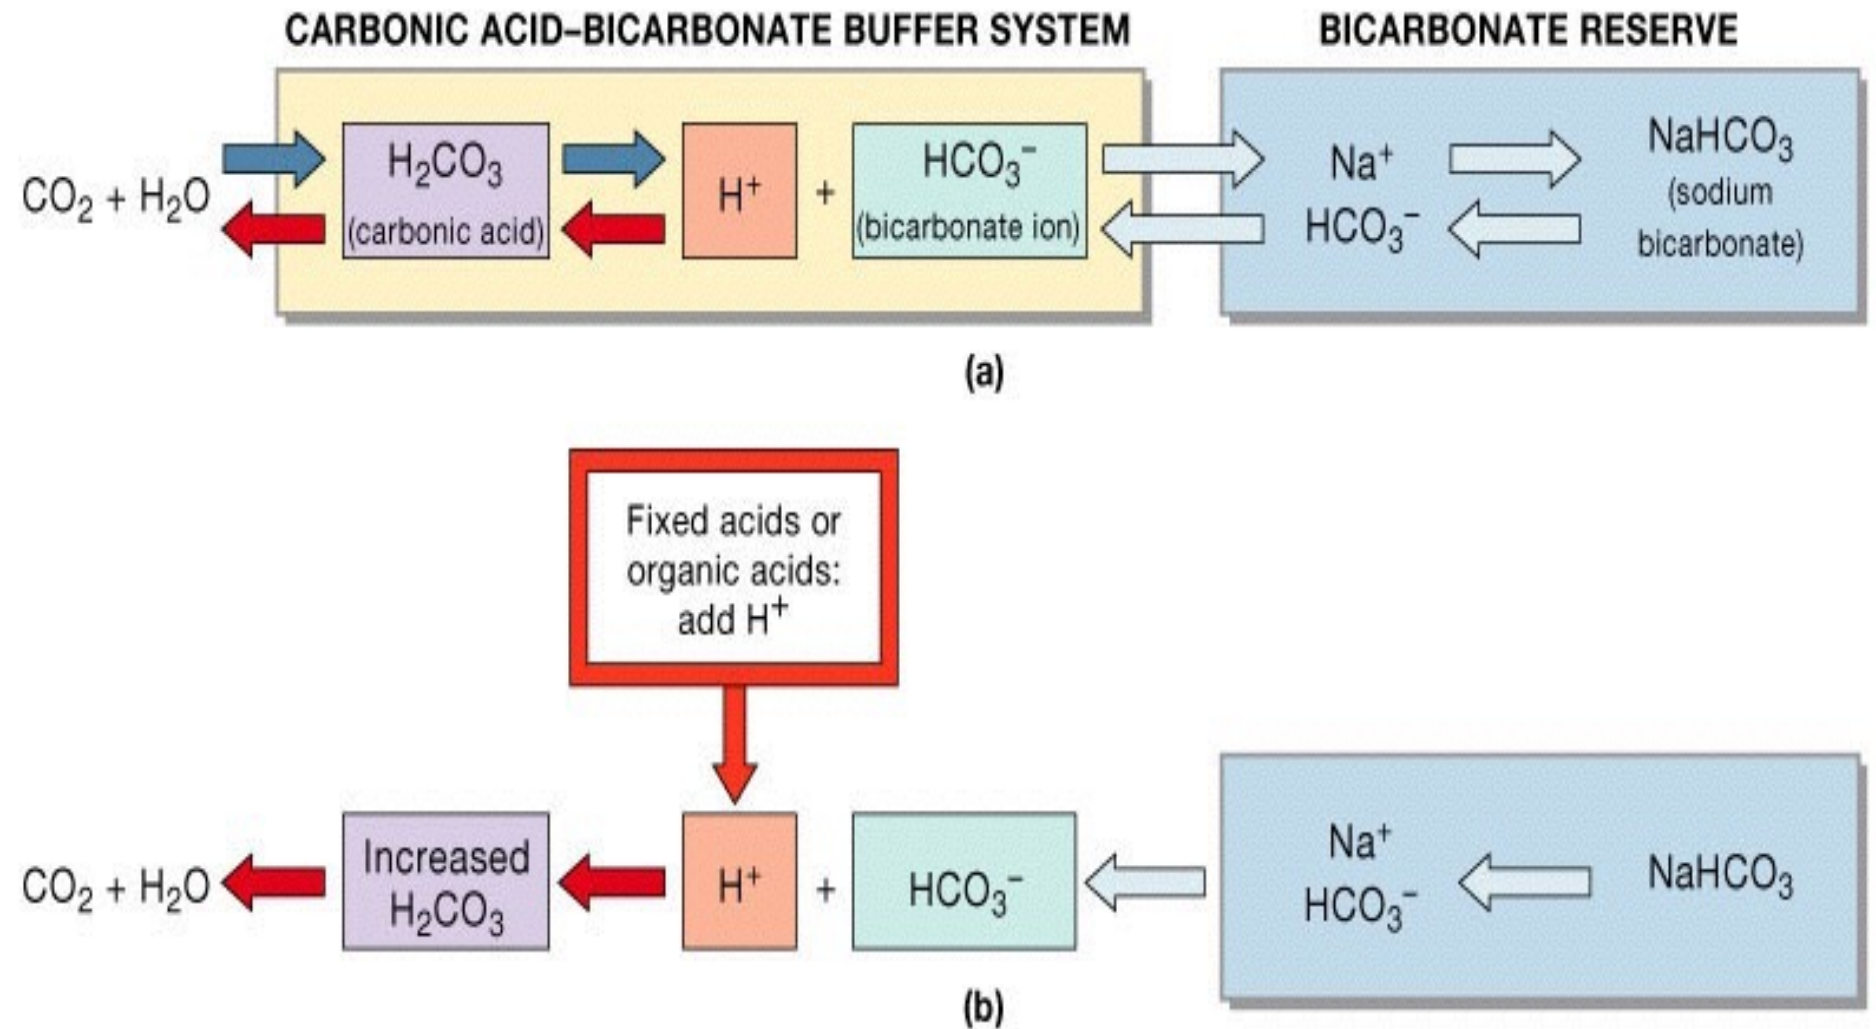 CARBONIC ACID–BICARBONATE BUFFER SYSTEM
BICARBONATE RESERVE
CO₂ + H₂O
H₂CO₃
(carbonic acid)
H⁺
+
HCO₃⁻
(bicarbonate ion)
Na⁺
HCO₃⁻
NaHCO₃
(sodium
bicarbonate)
(a)
Fixed acids or
organic acids:
add H⁺
CO₂ + H₂O
Increased
H₂CO₃
H⁺
+
HCO₃⁻
Na⁺
HCO₃⁻
NaHCO₃
(b)